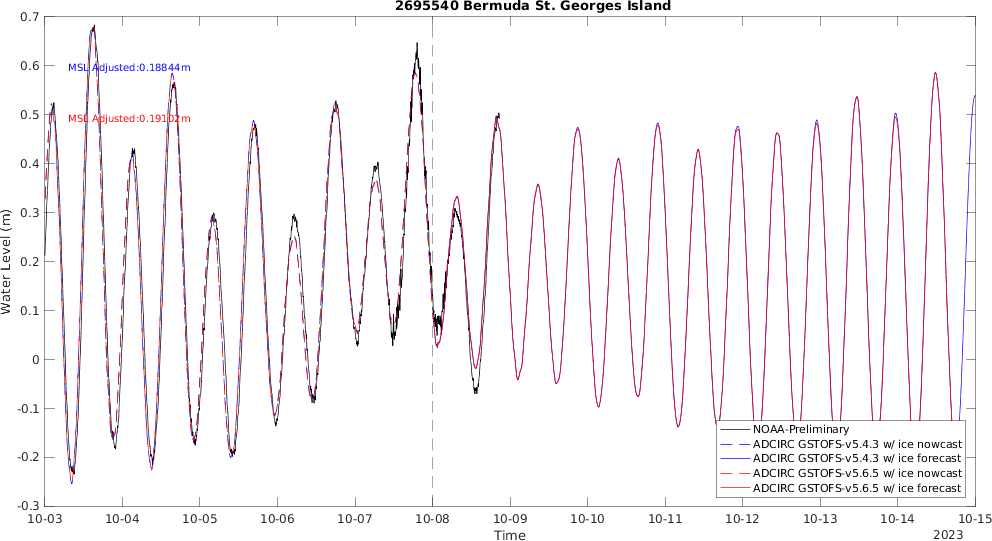 2695540 Bermuda St. Georges Island
0.7
0.6
0.5
0.4
0.3
0.2
0.1
0
-0.1
-0.2
-0.3
Water Level (m)
MSL Adjusted:0.18844m
MSL Adjusted:0.19102m
NOAA-Preliminary
ADCIRC GSTOFS-v5.4.3 w/ ice nowcast
ADCIRC GSTOFS-v5.4.3 w/ ice forecast
ADCIRC GSTOFS-v5.6.5 w/ ice nowcast
ADCIRC GSTOFS-v5.6.5 w/ ice forecast
10-03 10-04 10-05 10-06 10-07 10-08 10-09 10-10 10-11 10-12 10-13 10-14 10-15
Time
2023